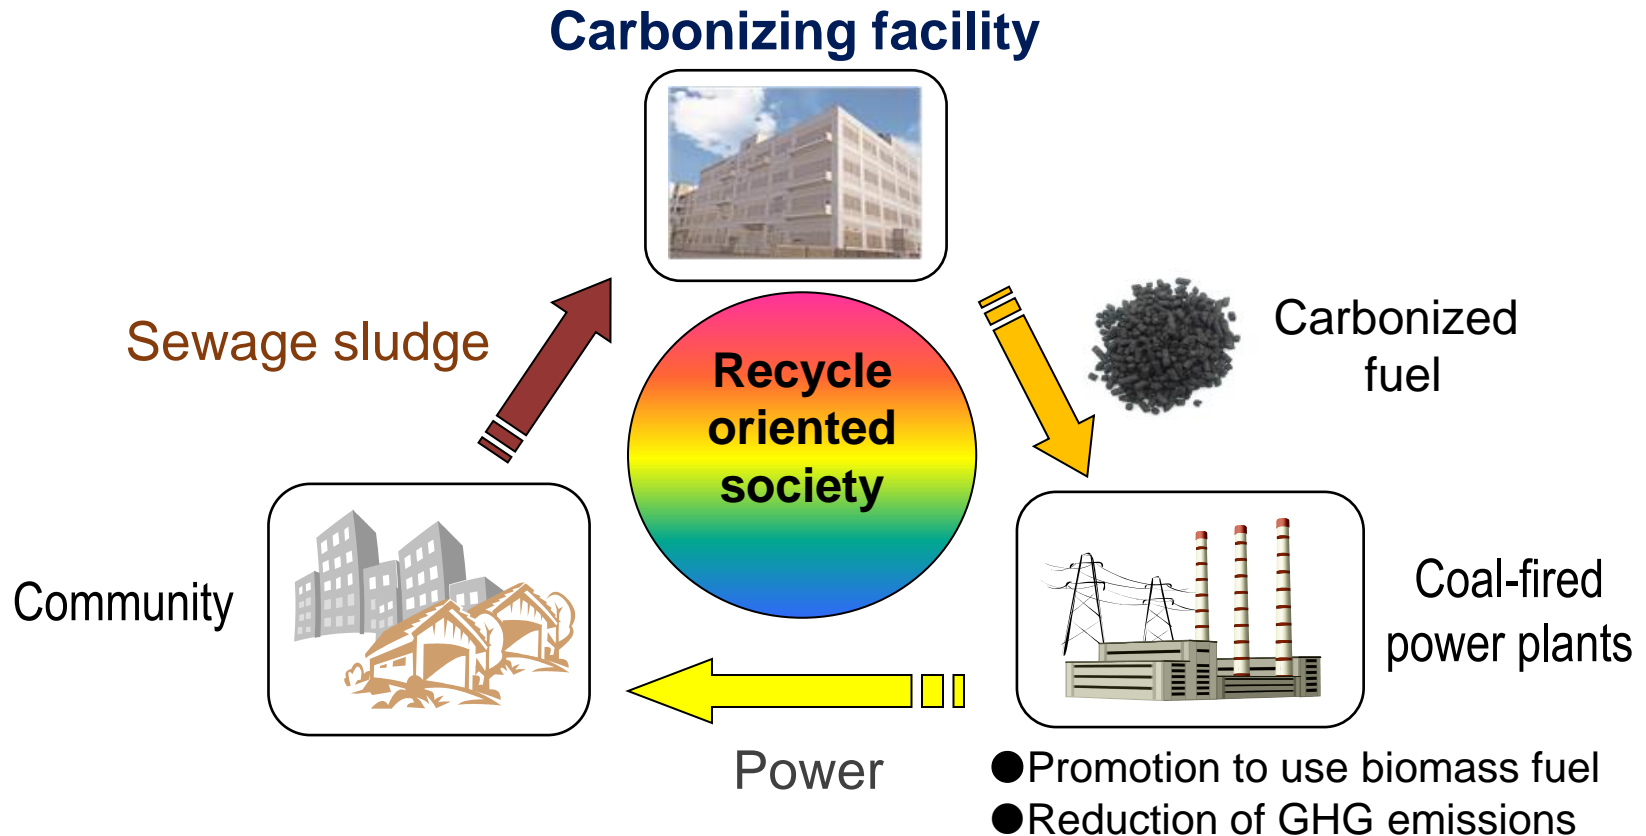 Carbonizing facility
Sewage sludge
Carbonized
fuel
Recycle
oriented
society
Community
Coal-fired
power plants
Power
●Promotion to use biomass fuel
●Reduction of GHG emissions